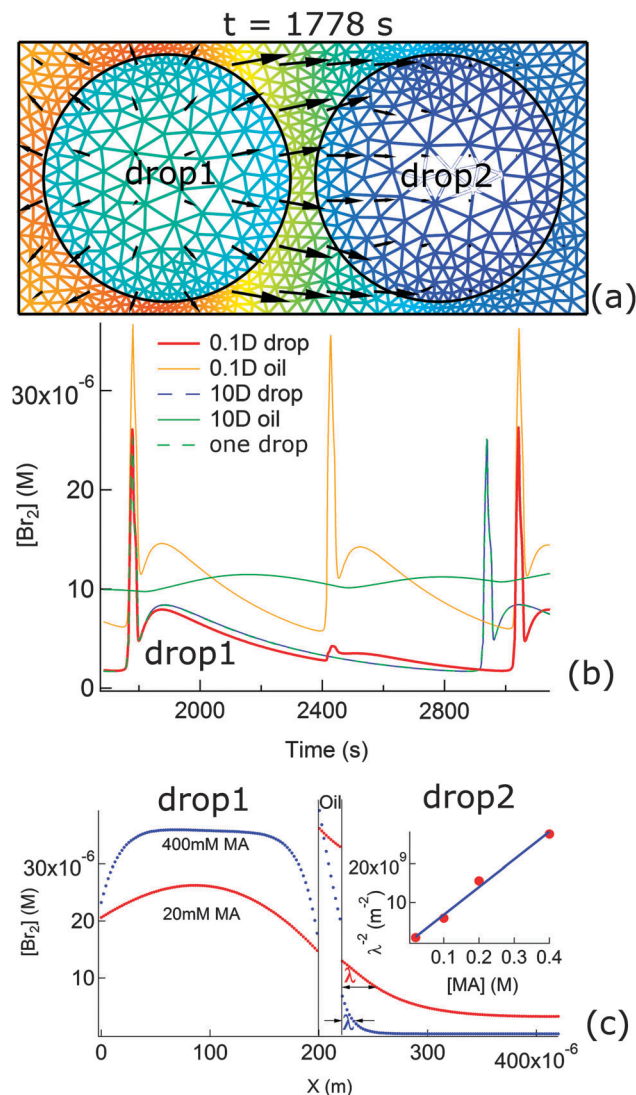 t = 1778 s
drop1
drop2
(a)
0.1D drop
0.1D oil
10D drop
10D oil
one drop
30x10⁻⁶
20
10
0
[Br₂] (M)
drop1
2000
2400
2800
Time (s)
(b)
drop1
Oil
drop2
400mM MA
20mM MA
30x10⁻⁶
20
10
[Br₂] (M)
λ
λ
20x10⁹
10
λ⁻² (m⁻²)
0.1
0.2
0.4
[MA] (M)
0
100
200
300
400x10⁻⁶
X (m)
(c)